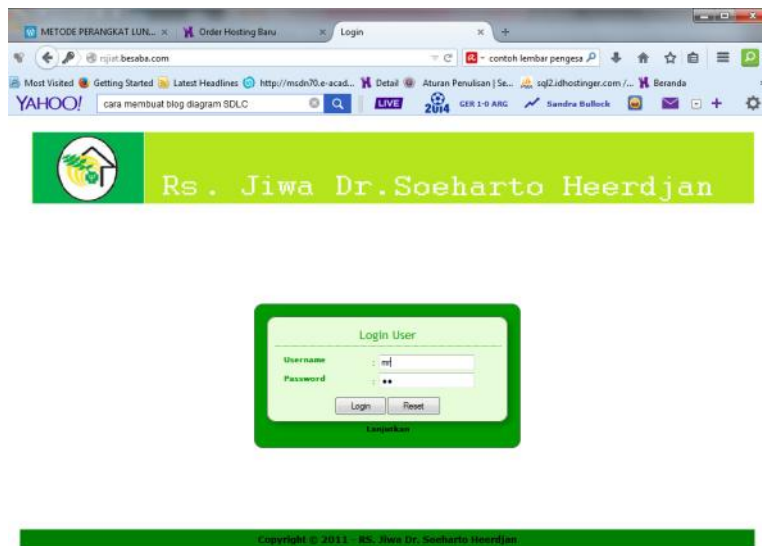 METODE PERANGKAT LUN... Order Hosting Baru Login
rsjiat.besaba.com contoh lembar pengesa
Most Visited Getting Started Latest Headlines http://msdn70.e-acad... Detail Aturan Penulisan | Se... sql2.idhostinger.com /... Beranda
YAHOO! cara membuat blog diagram SDLC LIVE 2014 GER 1-0 ARG Sandra Bullock
Rs. Jiwa Dr.Soeharto Heerdjan
Login User
Username : mr
Password : ••
Login Reset
Lanjutkan
Copyright © 2011 - RS. Jiwa Dr. Soeharto Heerdjan